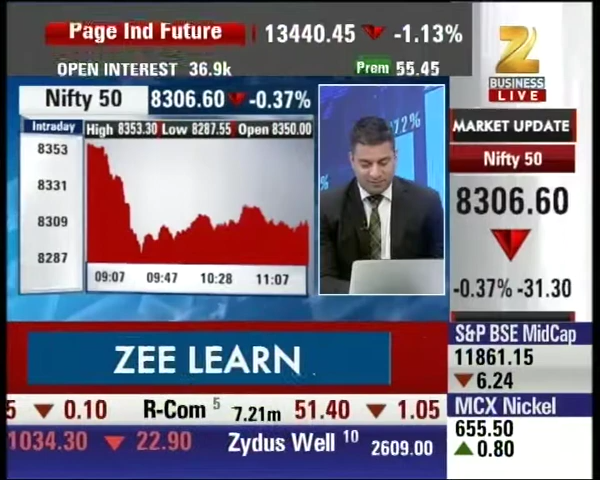 Page Ind Future 13440.45 -1.13%
OPEN INTEREST 36.9k Prem 55.45
Z
BUSINESS
LIVE
Nifty 50 8306.60 -0.37%
Intraday High 8353.30 Low 8287.55 Open 8350.00
8353
8331
8309
8287
09:07 09:47 10:28 11:07
7.2%
%
MARKET UPDATE
Nifty 50
8306.60
-0.37% -31.30
ZEE LEARN
S&P BSE MidCap
11861.15
6.24
MCX Nickel
655.50
0.80
5 0.10 R-Com 5 7.21m 51.40 1.05
1034.30 22.90 Zydus Well 10 2609.00